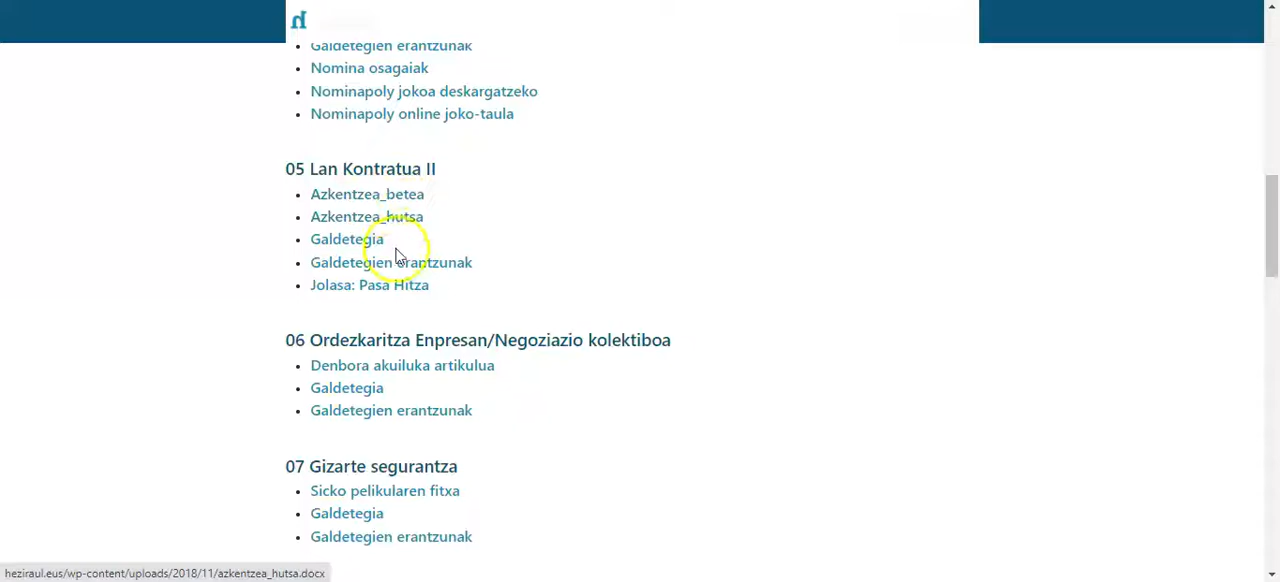 h
Galdetegien erantzunak
Nomina osagaiak
Nominapoly jokoa deskargatzeko
Nominapoly online joko-taula
05 Lan Kontratua II
Azkentzea_betea
Azkentzea_hutsa
Galdetegia
Galdetegien erantzunak
Jolasa: Pasa Hitza
06 Ordezkaritza Enpresan/Negoziazio kolektiboa
Denbora akuiluka artikulua
Galdetegia
Galdetegien erantzunak
07 Gizarte segurantza
Sicko pelikularen fitxa
Galdetegia
Galdetegien erantzunak
heziraul.eus/wp-content/uploads/2018/11/azkentzea_hutsa.docx